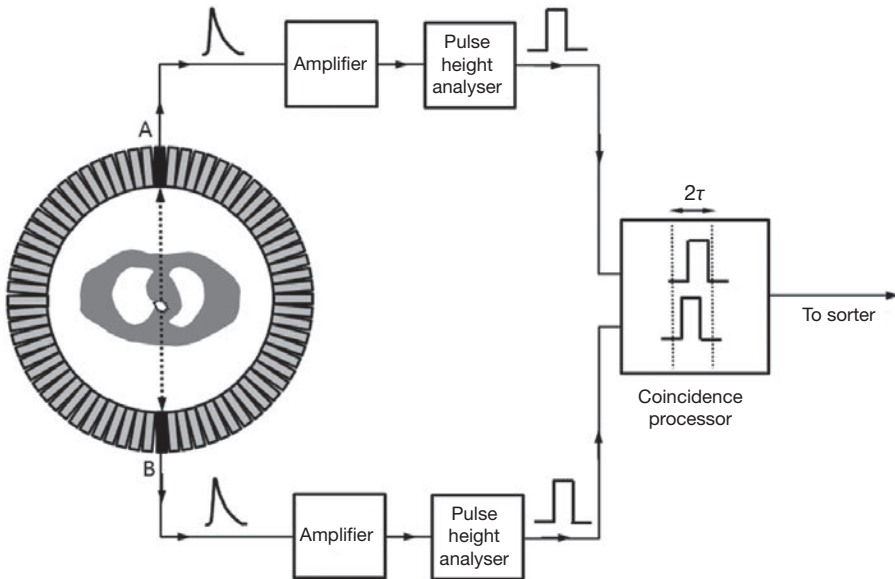 Amplifier
Pulse
height
analyser
A
2τ
To sorter
Coincidence
processor
B
Amplifier
Pulse
height
analyser